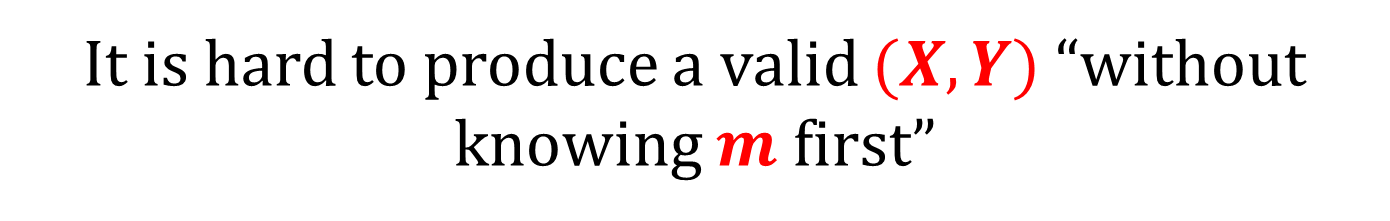 It is hard to produce a valid (X, Y) “without
knowing m first”